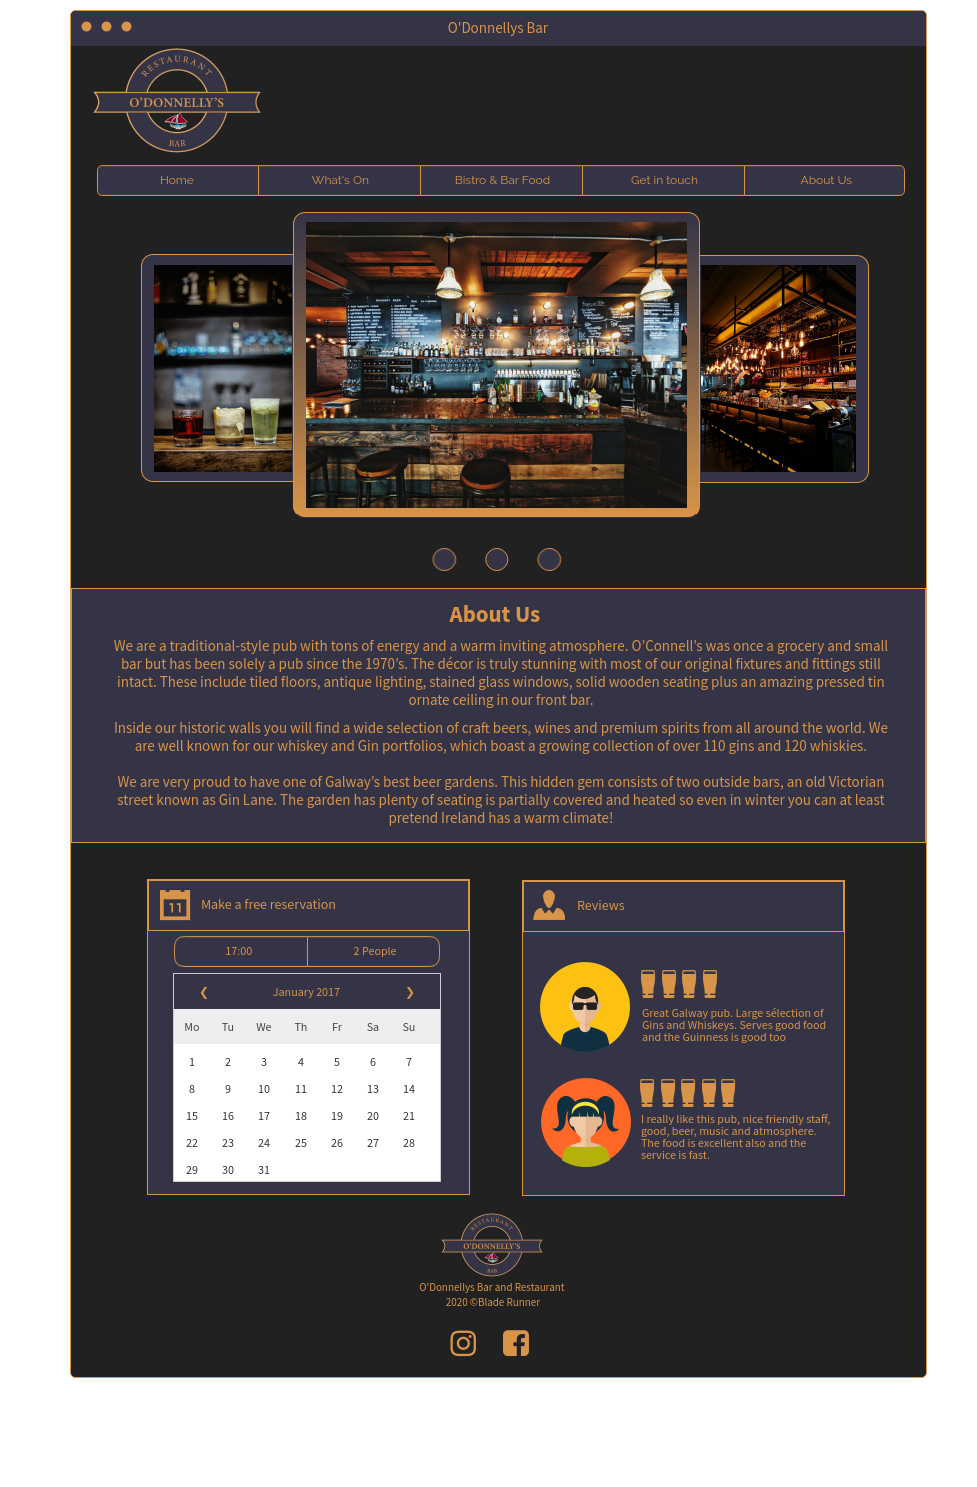 O'Donnellys Bar
RESTAURANT
O'DONNELLY'S
BAR
Home
What's On
Bistro & Bar Food
Get in touch
About Us
About Us
We are a traditional-style pub with tons of energy and a warm inviting atmosphere. O'Connell's was once a grocery and small
bar but has been solely a pub since the 1970's. The décor is truly stunning with most of our original fixtures and fittings still
intact. These include tiled floors, antique lighting, stained glass windows, solid wooden seating plus an amazing pressed tin
ornate ceiling in our front bar.
Inside our historic walls you will find a wide selection of craft beers, wines and premium spirits from all around the world. We
are well known for our whiskey and Gin portfolios, which boast a growing collection of over 110 gins and 120 whiskies.
We are very proud to have one of Galway's best beer gardens. This hidden gem consists of two outside bars, an old Victorian
street known as Gin Lane. The garden has plenty of seating is partially covered and heated so even in winter you can at least
pretend Ireland has a warm climate!
11
Make a free reservation
17:00
2 People
❮ January 2017 ❯
Mo Tu We Th Fr Sa Su
1 2 3 4 5 6 7
8 9 10 11 12 13 14
15 16 17 18 19 20 21
22 23 24 25 26 27 28
29 30 31
Reviews
Great Galway pub. Large sélection of
Gins and Whiskeys. Serves good food
and the Guinness is good too
I really like this pub, nice friendly staff,
good, beer, music and atmosphere.
The food is excellent also and the
service is fast.
RESTAURANT
O'DONNELLY'S
BAR
O'Donnellys Bar and Restaurant
2020 ©Blade Runner